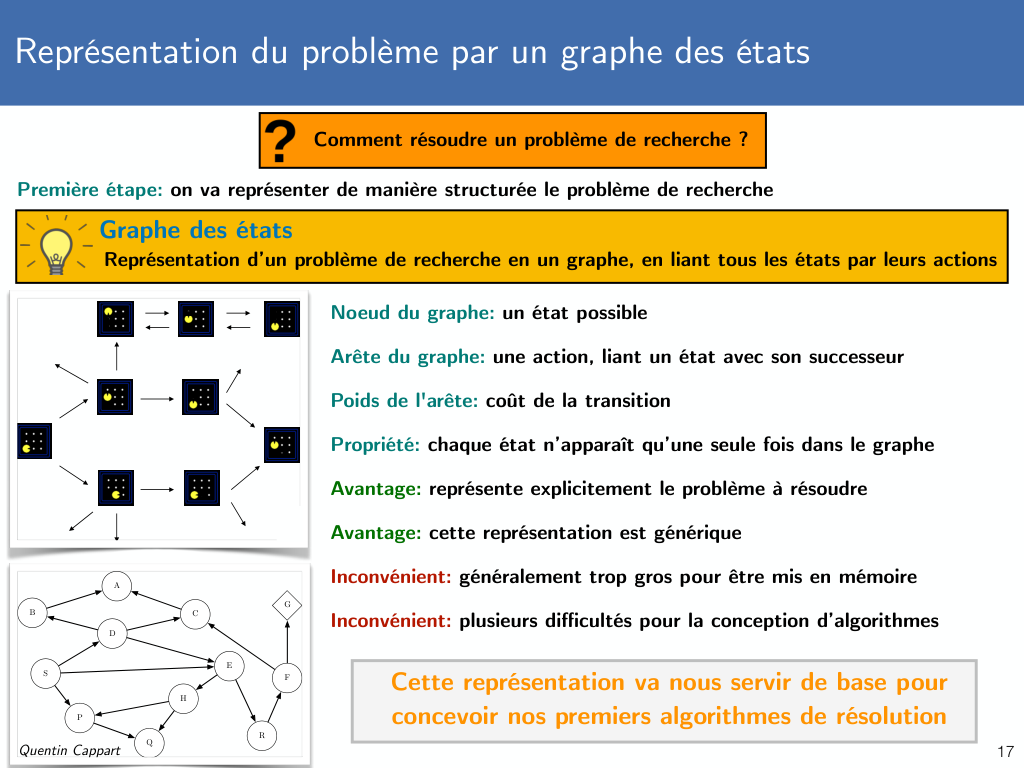 Représentation du problème par un graphe des états
? Comment résoudre un problème de recherche ?
Première étape: on va représenter de manière structurée le problème de recherche
Graphe des états
Représentation d'un problème de recherche en un graphe, en liant tous les états par leurs actions
Noeud du graphe: un état possible
Arête du graphe: une action, liant un état avec son successeur
Poids de l'arête: coût de la transition
Propriété: chaque état n'apparaît qu'une seule fois dans le graphe
Avantage: représente explicitement le problème à résoudre
Avantage: cette représentation est générique
Inconvénient: généralement trop gros pour être mis en mémoire
Inconvénient: plusieurs difficultés pour la conception d'algorithmes
A
B
C
G
D
S
E
F
H
P
R
Q
Cette représentation va nous servir de base pour
concevoir nos premiers algorithmes de résolution
Quentin Cappart
17